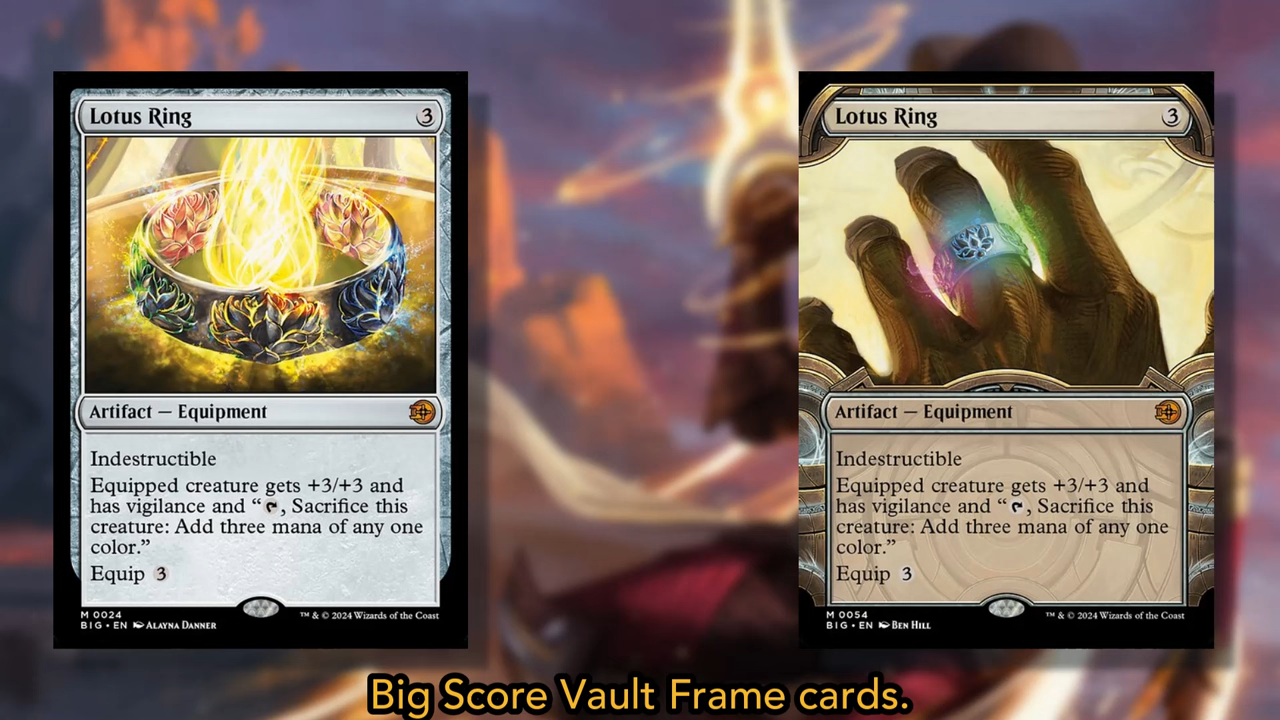 Lotus Ring 3
Artifact — Equipment
Indestructible
Equipped creature gets +3/+3 and
has vigilance and “, Sacrifice this
creature: Add three mana of any one
color.”
Equip 3
M 0024
BIG • EN ALAYNA DANNER
™ & © 2024 Wizards of the Coast
Lotus Ring 3
Artifact — Equipment
Indestructible
Equipped creature gets +3/+3 and
has vigilance and “, Sacrifice this
creature: Add three mana of any one
color.”
Equip 3
M 0054
BIG • EN BEN HILL
™ & © 2024 Wizards of the Coast
Big Score Vault Frame cards.